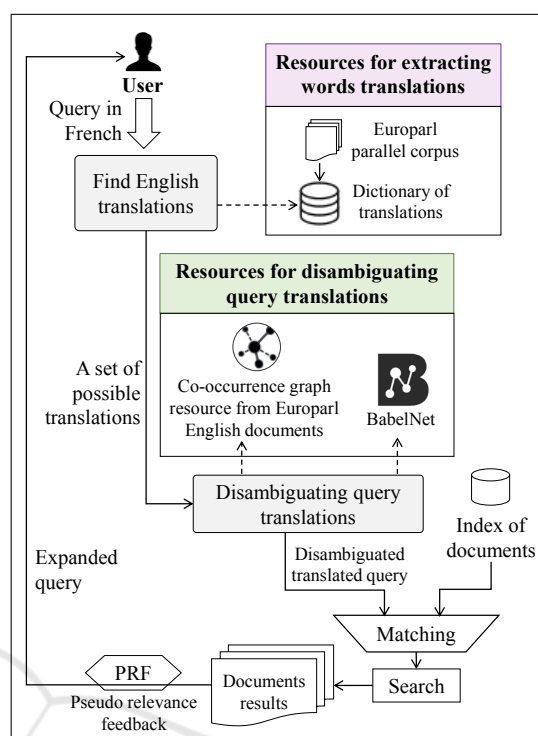 User
Query in
French
Resources for extracting
words translations
Europarl
parallel corpus
Dictionary of
translations
Find English
translations
Resources for disambiguating
query translations
Co-occurrence graph
resource from Europarl
English documents
BabelNet
A set of
possible
translations
Disambiguating query
translations
Index of
documents
Disambiguated
translated query
Expanded
query
Matching
Search
Documents
results
PRF
Pseudo relevance
feedback